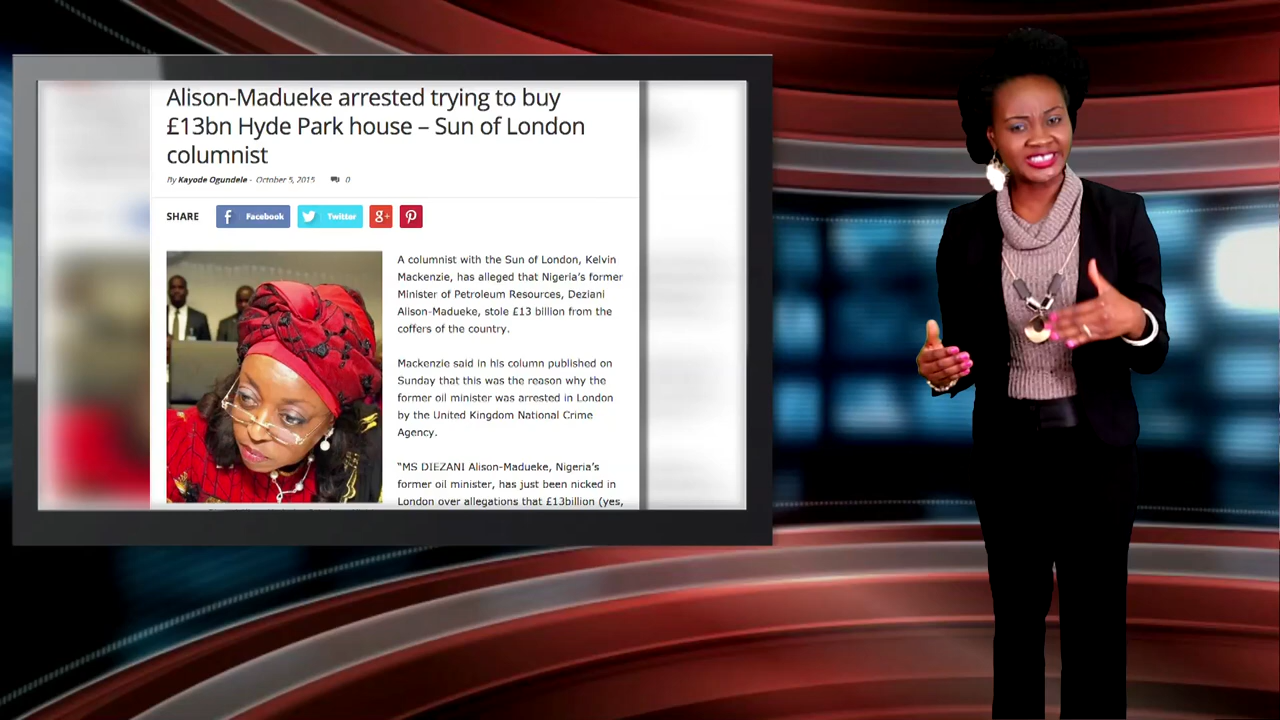 Alison-Madueke arrested trying to buy
£13bn Hyde Park house – Sun of London
columnist
By Kayode Ogundele - October 5, 2015 0
SHARE Facebook Twitter g+
A columnist with the Sun of London, Kelvin
Mackenzie, has alleged that Nigeria's former
Minister of Petroleum Resources, Deziani
Alison-Madueke, stole £13 billion from the
coffers of the country.
Mackenzie said in his column published on
Sunday that this was the reason why the
former oil minister was arrested in London
by the United Kingdom National Crime
Agency.
“MS DIEZANI Alison-Madueke, Nigeria's
former oil minister, has just been nicked in
London over allegations that £13billion (yes,